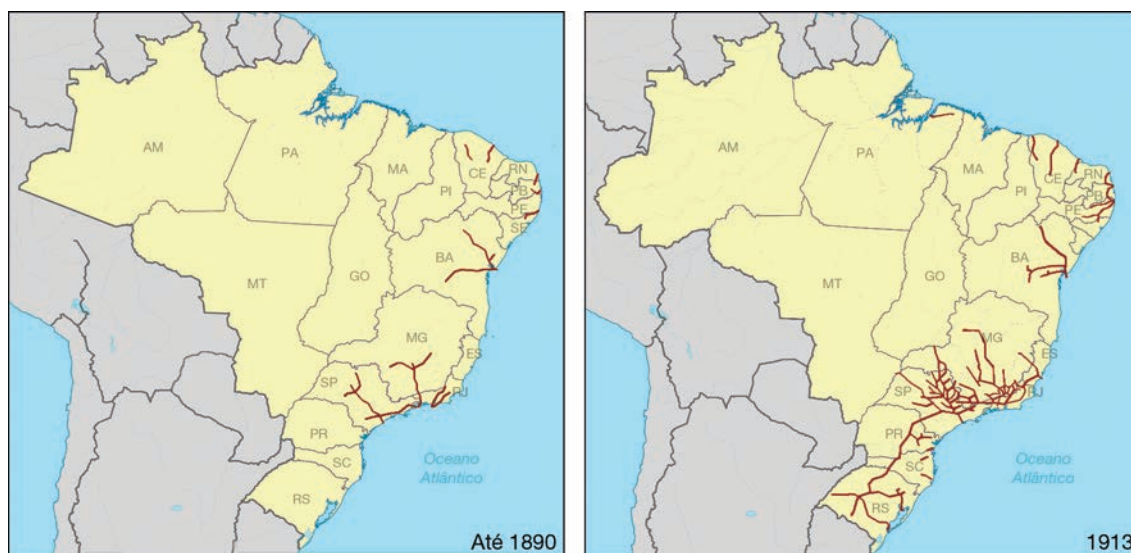 AM
PA
MA
CE
RN
PB
PI
PE
SE
BA
MT
GO
MG
ES
SP
RJ
PR
SC
RS
Oceano
Atlântico
Até 1890
AM
PA
MA
CE
RN
PB
PI
PE
BA
MT
GO
MG
ES
SP
RJ
PR
SC
RS
Oceano
Atlântico
1913